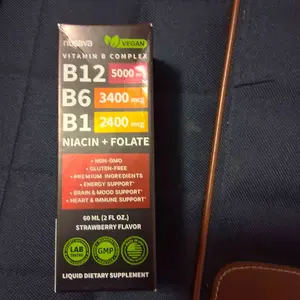 nusava
VEGAN
VITAMIN B COMPLEX
B12 5000 mcg
B6 3400 mcg
B1 2400 mcg
NIACIN + FOLATE
• NON-GMO
• GLUTEN-FREE
• PREMIUM INGREDIENTS
• ENERGY SUPPORT*
• BRAIN & MOOD SUPPORT*
• HEART & IMMUNE SUPPORT*
60 ML (2 FL OZ.)
STRAWBERRY FLAVOR
LAB
TESTED
GMP
LIQUID DIETARY SUPPLEMENT